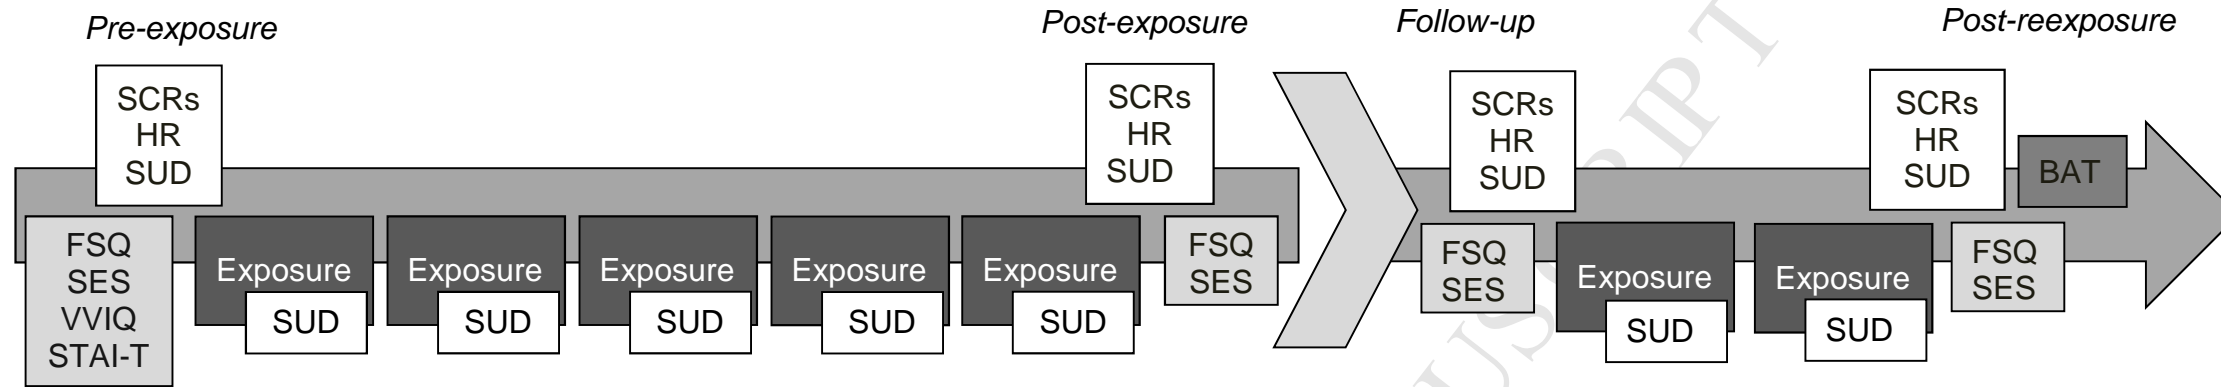 Pre-exposure
Post-exposure
Follow-up
Post-reexposure
SCRs
HR
SUD
SCRs
HR
SUD
SCRs
HR
SUD
SCRs
HR
SUD
BAT
FSQ
SES
VVIQ
STAI-T
Exposure
SUD
Exposure
SUD
Exposure
SUD
Exposure
SUD
Exposure
SUD
FSQ
SES
FSQ
SES
Exposure
SUD
Exposure
SUD
FSQ
SES